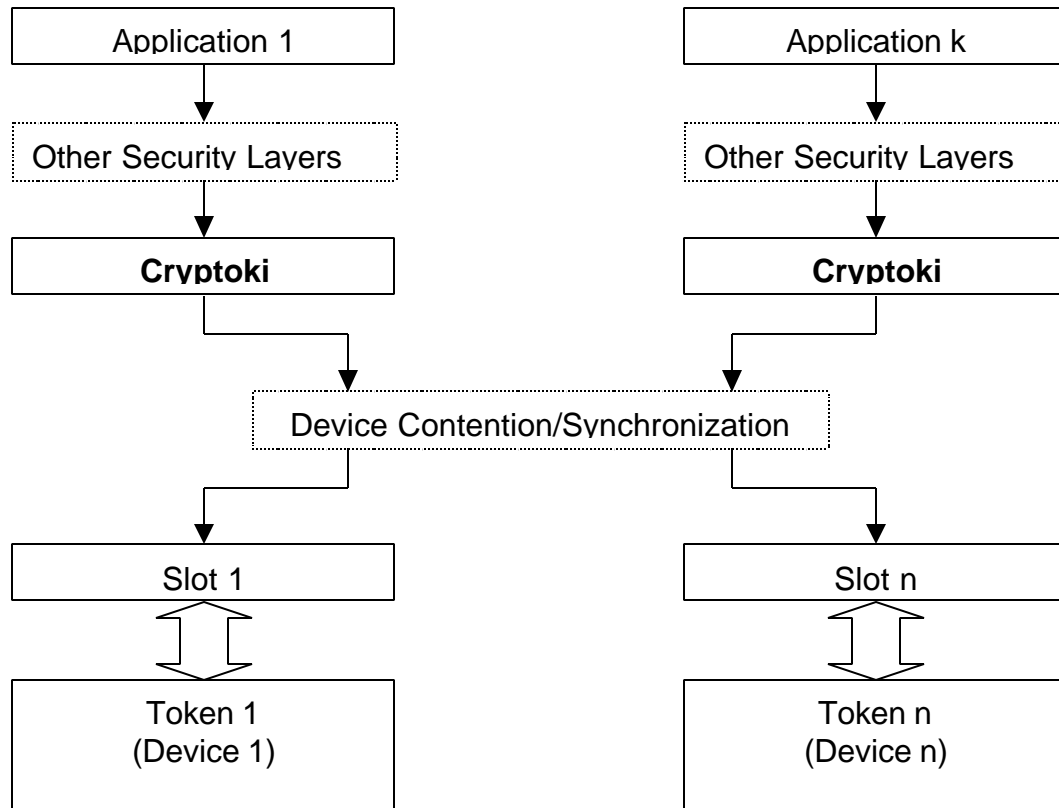 Application 1
Application k
Other Security Layers
Other Security Layers
Cryptoki
Cryptoki
Device Contention/Synchronization
Slot 1
Slot n
Token 1
(Device 1)
Token n
(Device n)